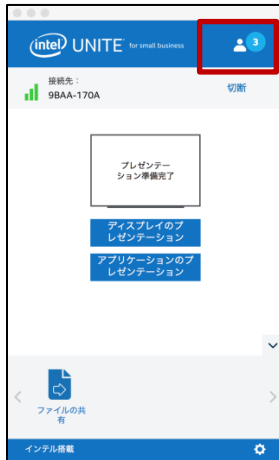 intel UNITE for small business
3
接続先：
9BAA-170A
切断
プレゼンテー
ション準備完了
ディスプレイのプ
レゼンテーション
アプリケーションのプ
レゼンテーション
ファイルの共
有
インテル搭載